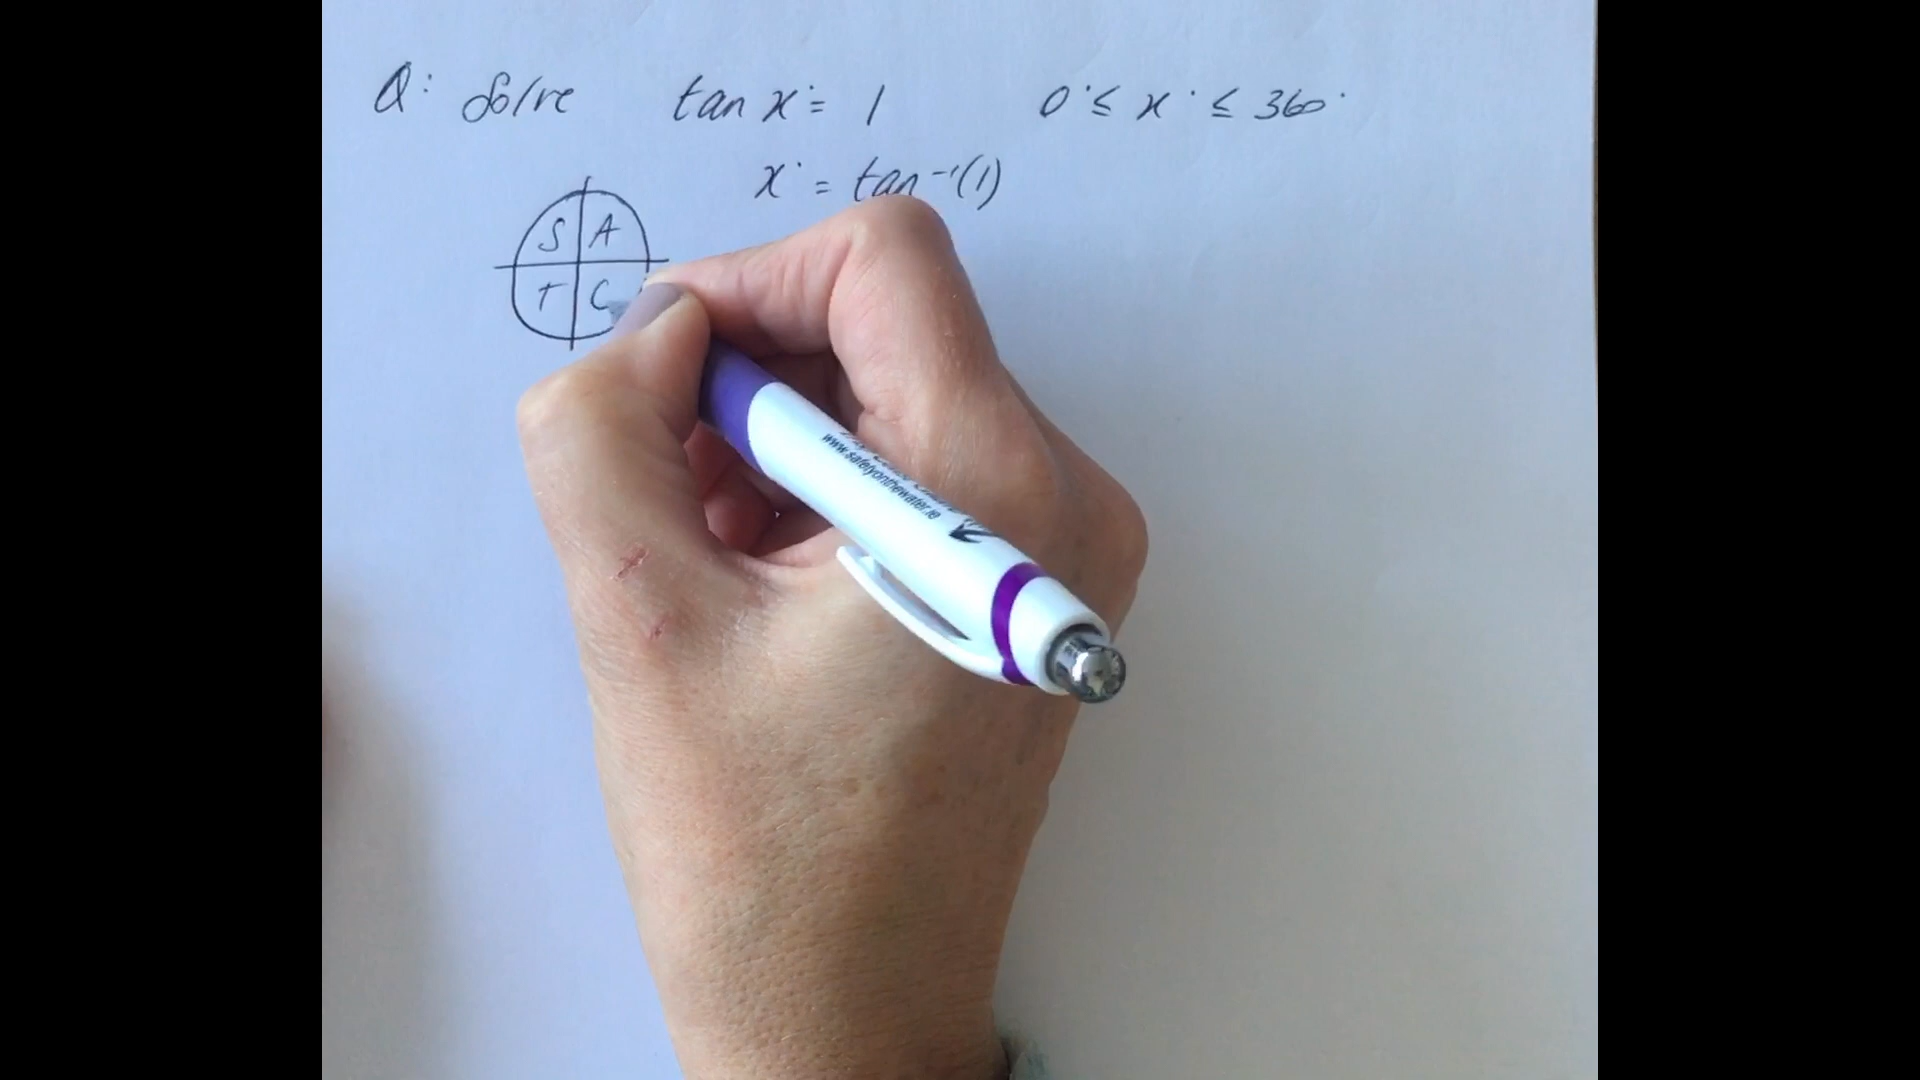 Q: Solve tan x° = 1 0° ≤ x° ≤ 360°
x° = tan⁻¹(1)
S A
T C
www.safetyonthewater.ie